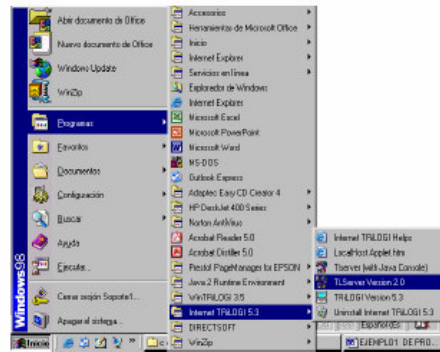 Abrir documento de Office
Nuevo documento de Office
Windows Update
WinZip
Programas
Favoritos
Documentos
Configuración
Buscar
Ayuda
Ejecutar...
Cerrar sesión Soporte1...
Apagar el sistema...
Windows98
Inicio
Accesorios
Herramientas de Microsoft Office
Inicio
Internet Explorer
Servicios en línea
Explorador de Windows
Internet Explorer
Microsoft Excel
Microsoft PowerPoint
Microsoft Word
MS-DOS
Outlook Express
Adaptec Easy CD Creator 4
HP DeskJet 400 Series
Norton AntiVirus
Acrobat Reader 5.0
Acrobat Distiller 5.0
Presto! PageManager for EPSON
Java 2 Runtime Environment
WinTRiLOGI 3.5
Internet TRiLOGI 5.3
DIRECTSOFT
WinZip
Internet TRiLOGI Helps
LocalHost Applet.htm
Tserver (with Java Console)
TLServer Version 2.0
TRiLOGI Version 5.3
Uninstall Internet TRiLOGI 5.3
Español (Es
EJENPLO1 DE PRO...